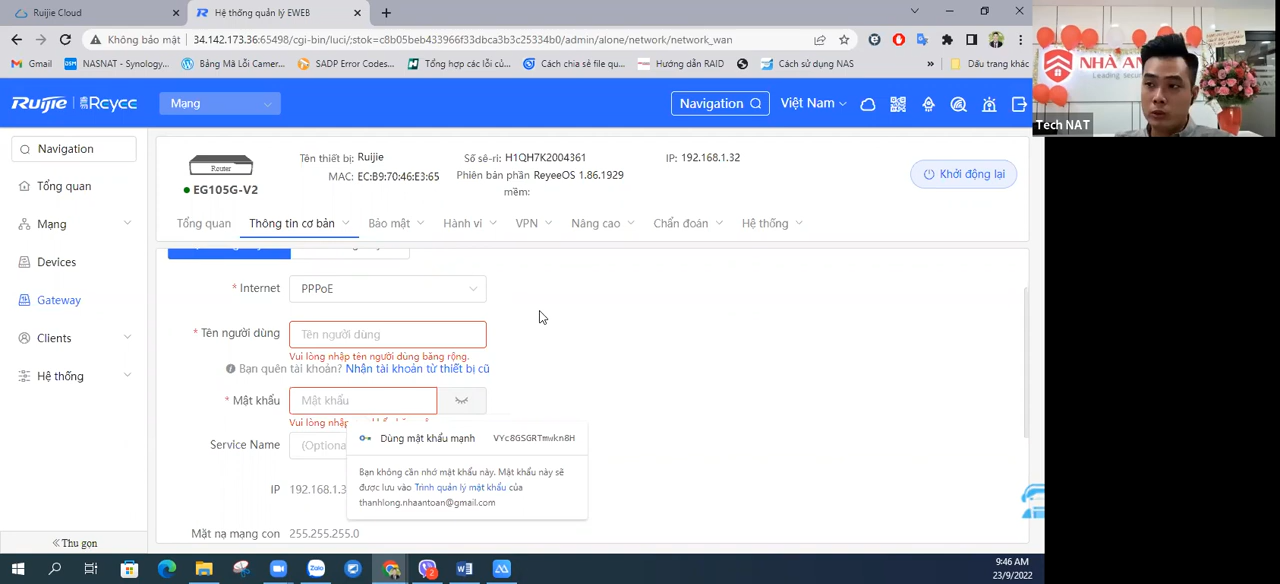 Ruijie Cloud
Hệ thống quản lý EWEB
Không bảo mật
34.142.173.36:65498/cgi-bin/luci/;stok=c8b05beb433966f33dbca3b3c25334b0/admin/alone/network/network_wan
Gmail
NASNAT - Synology...
Bảng Mã Lỗi Camer...
SADP Error Codes...
Tổng hợp các lỗi củ...
Cách chia sẻ file qu...
Hướng dẫn RAID
Cách sử dụng NAS
»
Dấu trang khác
NHÀ AN
Leading secu
Tech NAT
Ruijie
Rcycc
Mạng
Navigation
Việt Nam
Navigation
Tổng quan
Mạng
Devices
Gateway
Clients
Hệ thống
Thu gọn
Router
EG105G-V2
Tên thiết bị: Ruijie
Số sê-ri: H1QH7K2004361
IP: 192.168.1.32
MAC: EC:B9:70:46:E3:65
Phiên bản phần mềm: ReyeeOS 1.86.1929
Khởi động lại
Tổng quan
Thông tin cơ bản
Bảo mật
Hành vi
VPN
Nâng cao
Chẩn đoán
Hệ thống
* Internet
PPPoE
* Tên người dùng
Tên người dùng
Vui lòng nhập tên người dùng băng rộng.
Bạn quên tài khoản? Nhận tài khoản từ thiết bị cũ
* Mật khẩu
Mật khẩu
Vui lòng nhập
Service Name
(Optiona
Dùng mật khẩu mạnh
VYc8GSGRTmwkn8H
Bạn không cần nhớ mật khẩu này. Mật khẩu này sẽ
được lưu vào Trình quản lý mật khẩu của
thanhlong.nhaantoan@gmail.com
IP
192.168.1.3
Mặt nạ mạng con
255.255.255.0
9:46 AM
23/9/2022